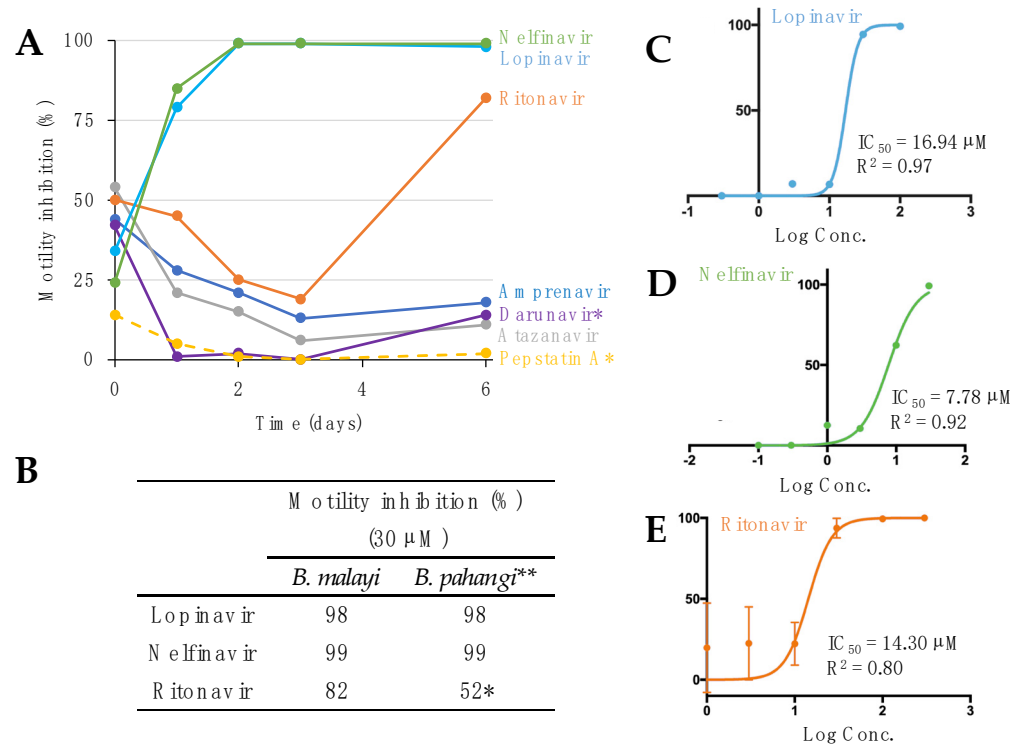 A
100
75
50
25
0
0 2 4 6
Motility inhibition (%)
Time (days)
Nelfinavir
Lopinavir
Ritonavir
Amprenavir
Darunavir*
Atazanavir
Pepstatin A*
B
Motility inhibition (%)
(30 μM)
B. malayi B. pahangi**
Lopinavir 98 98
Nelfinavir 99 99
Ritonavir 82 52*
C
Lopinavir
100
50
IC50 = 16.94 μM
R2 = 0.97
-1 0 1 2 3
Log Conc.
D
Nelfinavir
100
50
IC50 = 7.78 μM
R2 = 0.92
-2 -1 0 1 2
Log Conc.
E
Ritonavir
100
50
0
IC50 = 14.30 μM
R2 = 0.80
0 1 2 3
Log Conc.